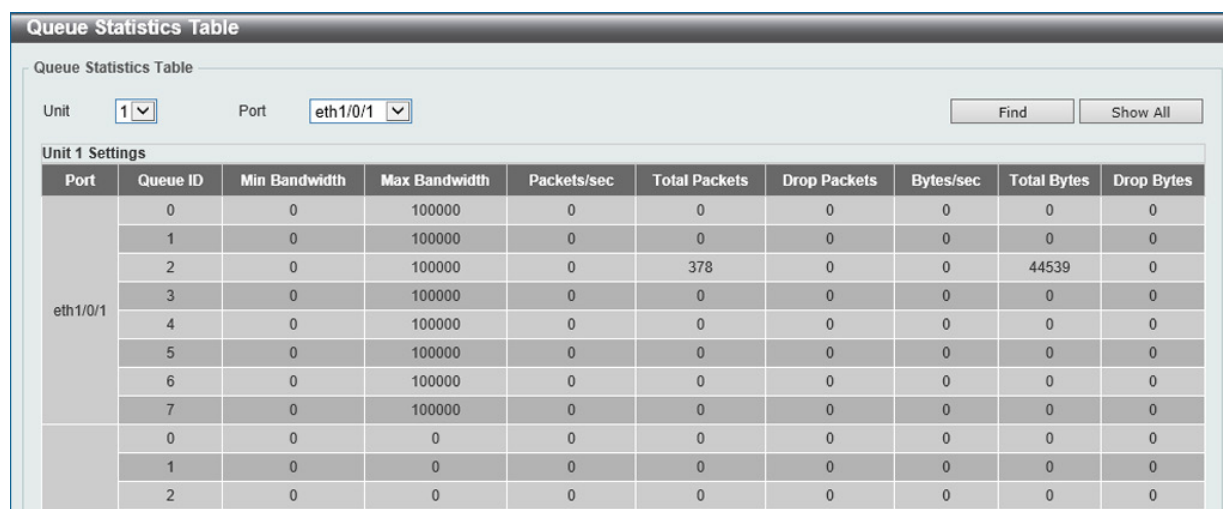 Queue Statistics Table
Queue Statistics Table
Unit 1 Port eth1/0/1 Find Show All
Unit 1 Settings
Port Queue ID Min Bandwidth Max Bandwidth Packets/sec Total Packets Drop Packets Bytes/sec Total Bytes Drop Bytes
0 0 100000 0 0 0 0 0 0
1 0 100000 0 0 0 0 0 0
2 0 100000 0 378 0 0 44539 0
eth1/0/1 3 0 100000 0 0 0 0 0 0
4 0 100000 0 0 0 0 0 0
5 0 100000 0 0 0 0 0 0
6 0 100000 0 0 0 0 0 0
7 0 100000 0 0 0 0 0 0
0 0 0 0 0 0 0 0 0
1 0 0 0 0 0 0 0 0
2 0 0 0 0 0 0 0 0